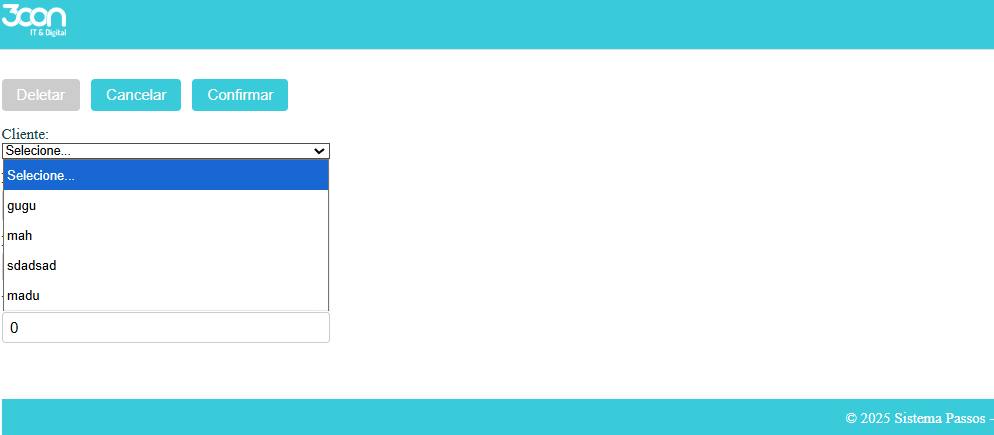 3con
IT & Digital
Deletar Cancelar Confirmar
Cliente:
Selecione...
Selecione...
gugu
mah
sdadsad
madu
0
© 2025 Sistema Passos -